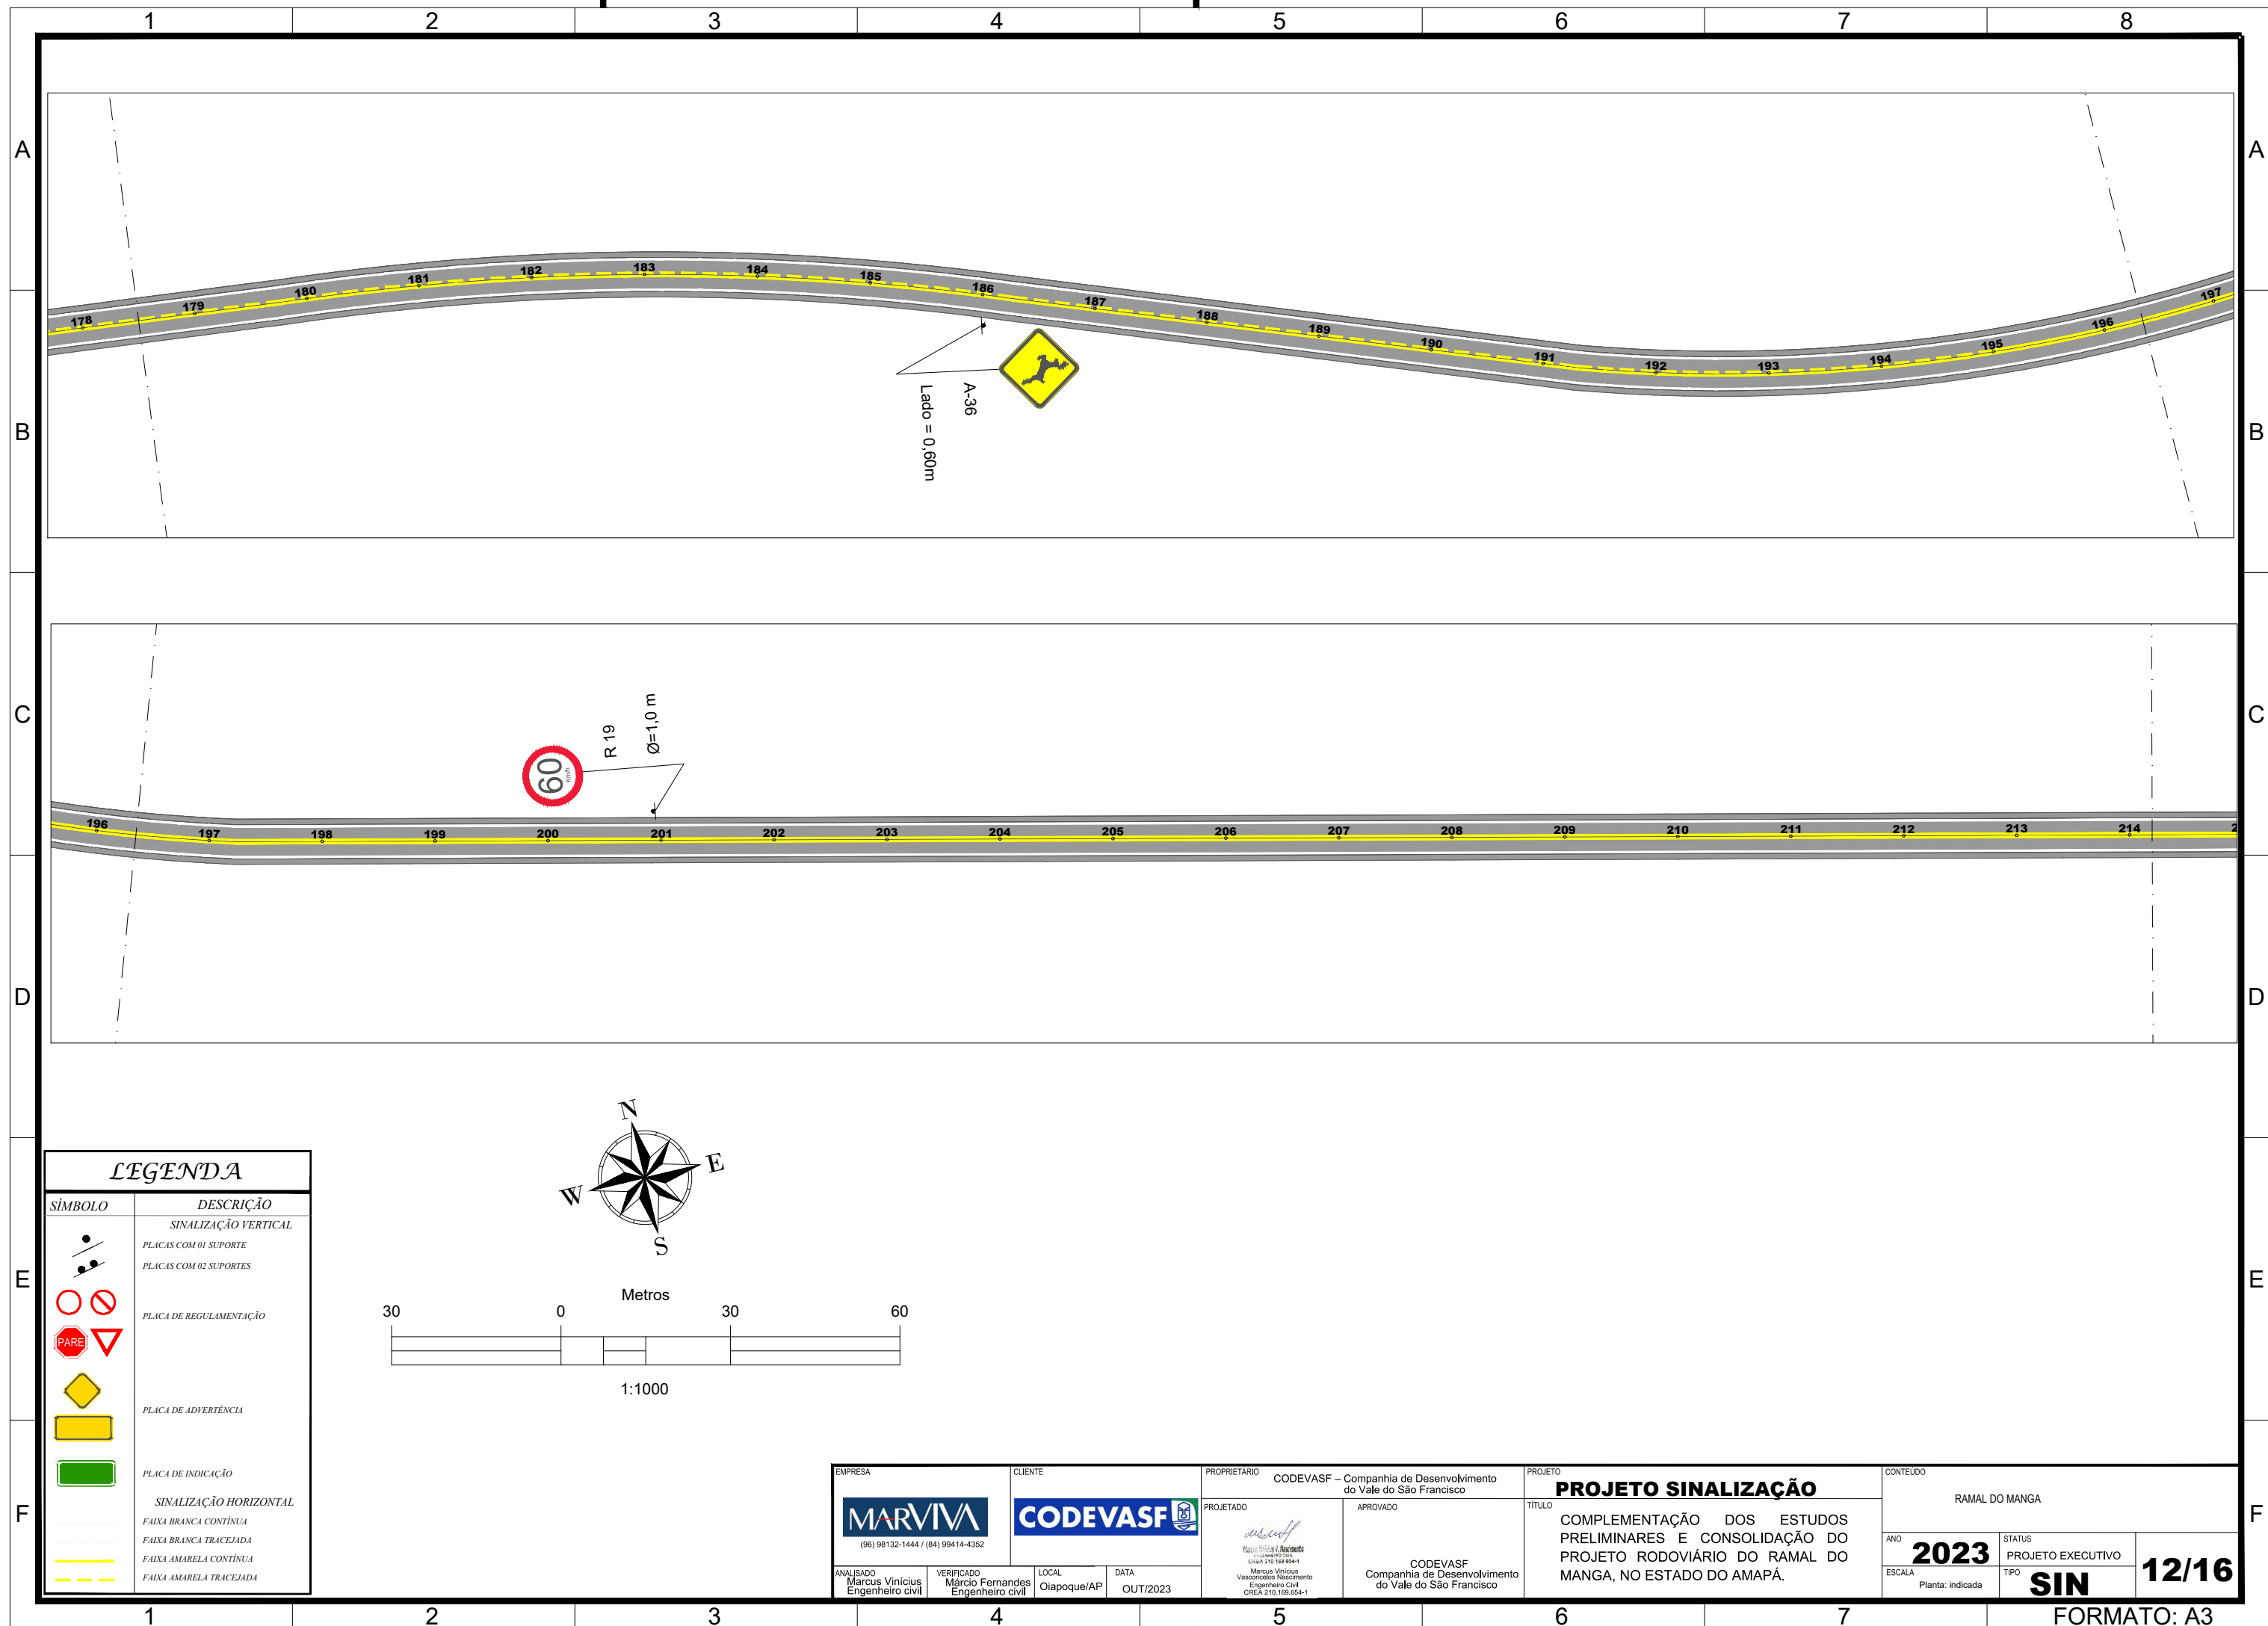 1 2 3 4 5 6 7 8
A A
178 179 180 181 182 183 184 185 186 187 188 189 190 191 192 193 194 195 196 197
A-36
Lado = 0,60m
B B
C C
R 19
Ø=1,0 m
60
Km/h
196 197 198 199 200 201 202 203 204 205 206 207 208 209 210 211 212 213 214 2
D D
N
E
W
S
LEGENDA
SÍMBOLO DESCRIÇÃO
SINALIZAÇÃO VERTICAL
PLACAS COM 01 SUPORTE
PLACAS COM 02 SUPORTES
PLACA DE REGULAMENTAÇÃO
PARE
PLACA DE ADVERTÊNCIA
PLACA DE INDICAÇÃO
SINALIZAÇÃO HORIZONTAL
FAIXA BRANCA CONTÍNUA
FAIXA BRANCA TRACEJADA
FAIXA AMARELA CONTÍNUA
FAIXA AMARELA TRACEJADA
E E
Metros
30 0 30 60
1:1000
F F
EMPRESA
MARVIVA
(96) 98132-1444 / (84) 99414-4352
CLIENTE
CODEVASF
ANALISADO
Marcus Vinícius
Engenheiro civil
VERIFICADO
Márcio Fernandes
Engenheiro civil
LOCAL
Oiapoque/AP
DATA
OUT/2023
PROPRIETÁRIO
CODEVASF – Companhia de Desenvolvimento
do Vale do São Francisco
PROJETADO
Marcus Vinícius
Vasconcelos Nascimento
Engenheiro Civil
CREA 210.169.654-1
APROVADO
CODEVASF
Companhia de Desenvolvimento
do Vale do São Francisco
PROJETO
PROJETO SINALIZAÇÃO
TÍTULO
COMPLEMENTAÇÃO DOS ESTUDOS
PRELIMINARES E CONSOLIDAÇÃO DO
PROJETO RODOVIÁRIO DO RAMAL DO
MANGA, NO ESTADO DO AMAPÁ.
CONTEÚDO
RAMAL DO MANGA
ANO
2023
STATUS
PROJETO EXECUTIVO
ESCALA
Planta: indicada
TIPO
SIN
12/16
1 2 3 4 5 6 7
FORMATO: A3